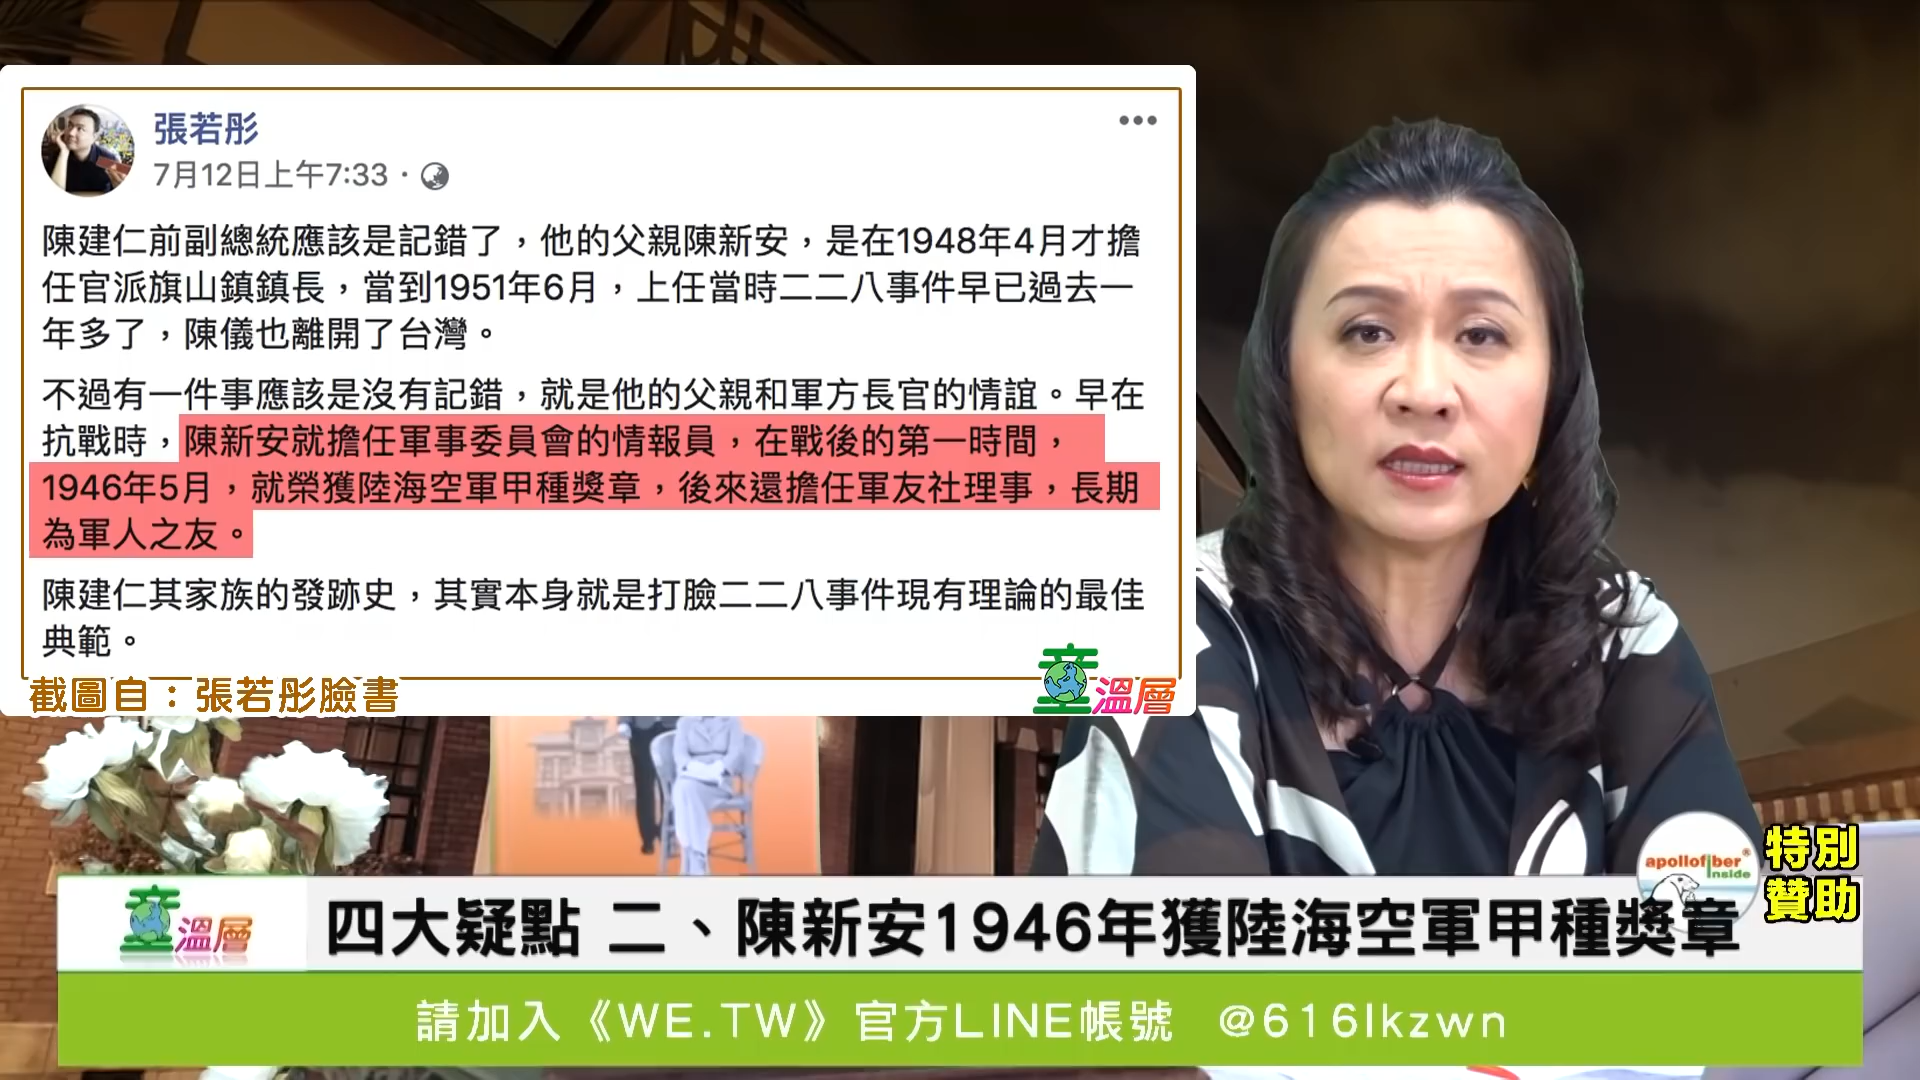 張若彤
7月12日上午7:33
陳建仁前副總統應該是記錯了，他的父親陳新安，是在1948年4月才擔
任官派旗山鎮鎮長，當到1951年6月，上任當時二二八事件早已過去一
年多了，陳儀也離開了台灣。
不過有一件事應該是沒有記錯，就是他的父親和軍方長官的情誼。早在
抗戰時，陳新安就擔任軍事委員會的情報員，在戰後的第一時間，
1946年5月，就榮獲陸海空軍甲種獎章，後來還擔任軍友社理事，長期
為軍人之友。
陳建仁其家族的發跡史，其實本身就是打臉二二八事件現有理論的最佳
典範。
截圖自：張若彤臉書
童溫層
apollofiber®
inside
特別
贊助
童溫層
四大疑點 二、陳新安1946年獲陸海空軍甲種獎章
請加入《WE.TW》官方LINE帳號 @616lkzwn